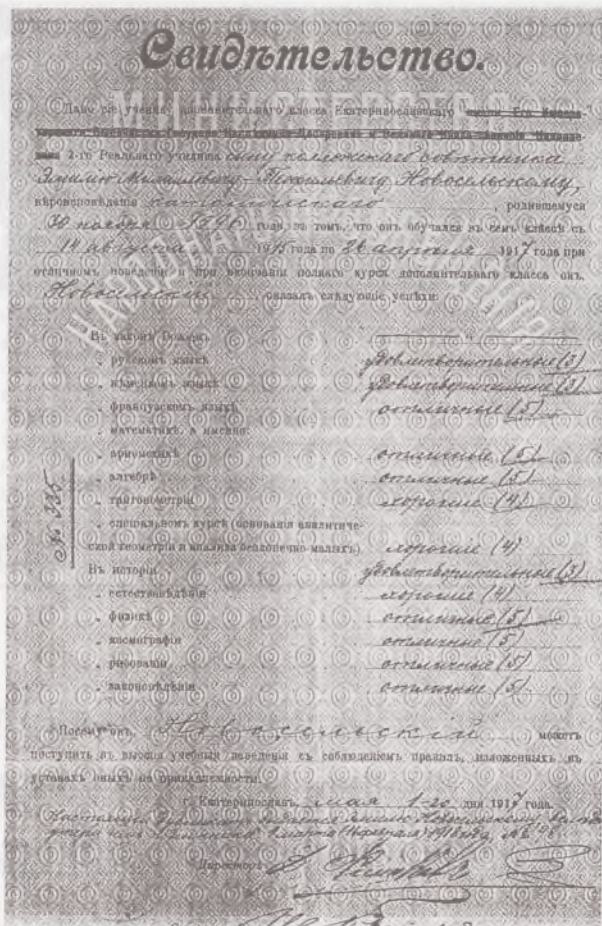 Свидѣтельство.
Дано сіе ученику дополнительнаго класса Екатеринославскаго
2-го Реальнаго училища сыну коллежскаго совѣтника
Эмилю Новосельскому,
вѣроисповѣданія католическаго, родившемуся
30 ноября 1896 года, въ томъ, что онъ обучался въ семъ классѣ съ
14 августа 1915 года по 26 апрѣля 1917 года при
отличномъ поведеніи и при окончаніи полнаго курса дополнительнаго класса онъ,
Новосельскій оказалъ слѣдующіе успѣхи:
Въ законѣ Божіемъ
„ русскомъ языкѣ удовлетворительные (3)
„ нѣмецкомъ языкѣ удовлетворительные (3)
„ французскомъ языкѣ отличные (5)
„ математикѣ, а именно:
„ ариѳметикѣ отличные (5)
„ алгебрѣ отличные (5)
„ тригонометріи хорошіе (4)
„ спеціальномъ курсѣ (основанія аналитиче-
ской геометріи и анализа безконечно-малыхъ) хорошіе (4)
Въ исторіи удовлетворительные (3)
„ естествовѣдѣніи хорошіе (4)
„ физикѣ отличные (5)
„ космографіи отличные (5)
„ рисованіи отличные (5)
„ законовѣдѣніи отличные (5)
№ 335
Посему онъ, Новосельскій можетъ
поступить въ высшія учебныя заведенія съ соблюденіемъ правилъ, изложенныхъ въ
уставахъ оныхъ по принадлежности.
г. Екатеринославъ, мая 1-го дня 1917 года.
Директоръ